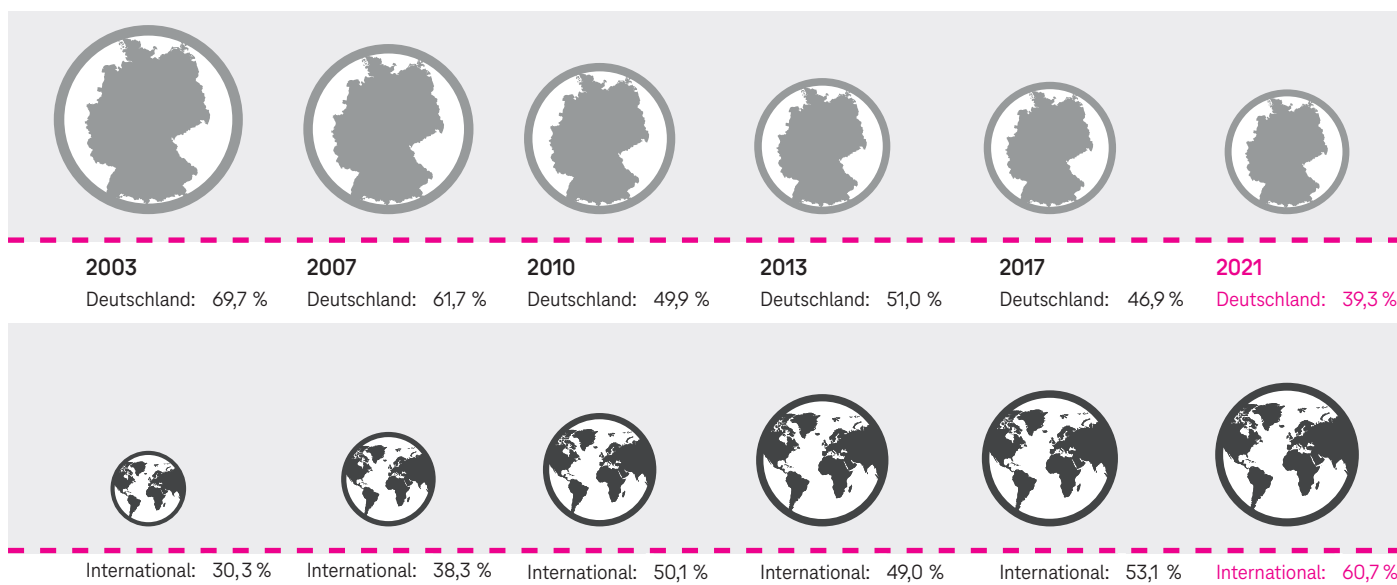 2003 2007 2010 2013 2017 2021
Deutschland: 69,7 % Deutschland: 61,7 % Deutschland: 49,9 % Deutschland: 51,0 % Deutschland: 46,9 % Deutschland: 39,3 %
International: 30,3 % International: 38,3 % International: 50,1 % International: 49,0 % International: 53,1 % International: 60,7 %